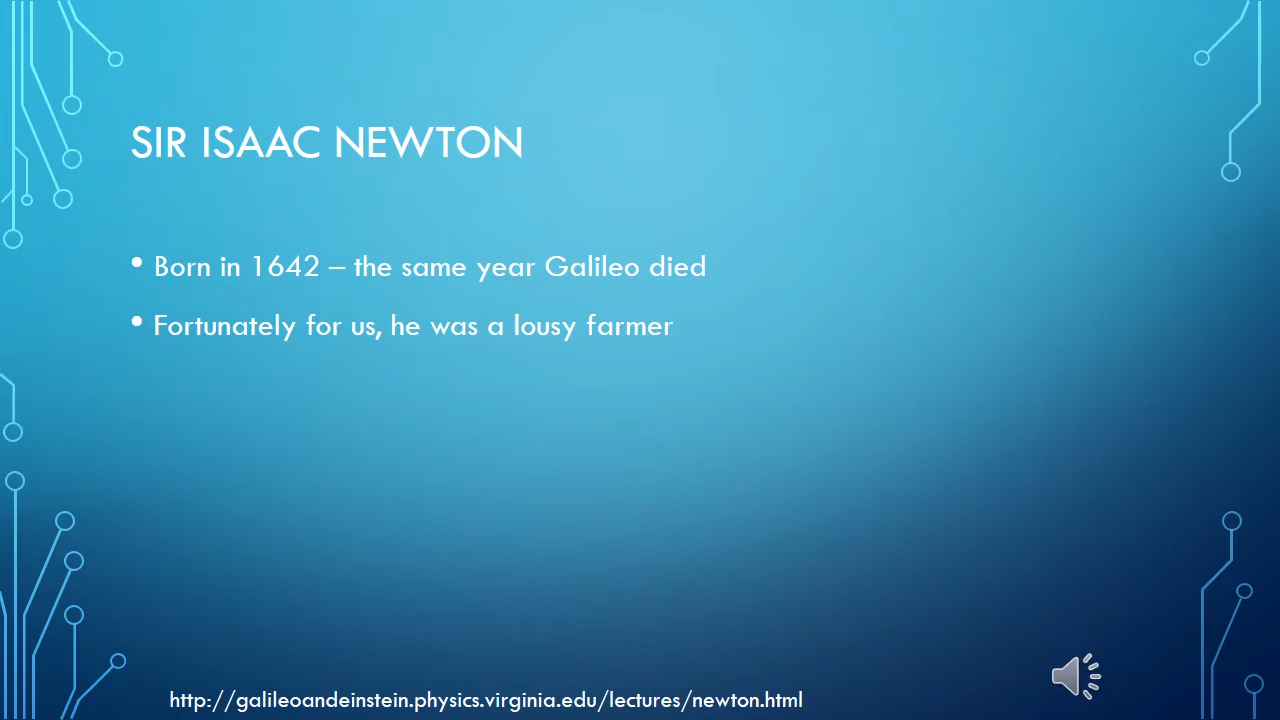 SIR ISAAC NEWTON
• Born in 1642 – the same year Galileo died
• Fortunately for us, he was a lousy farmer
http://galileoandeinstein.physics.virginia.edu/lectures/newton.html